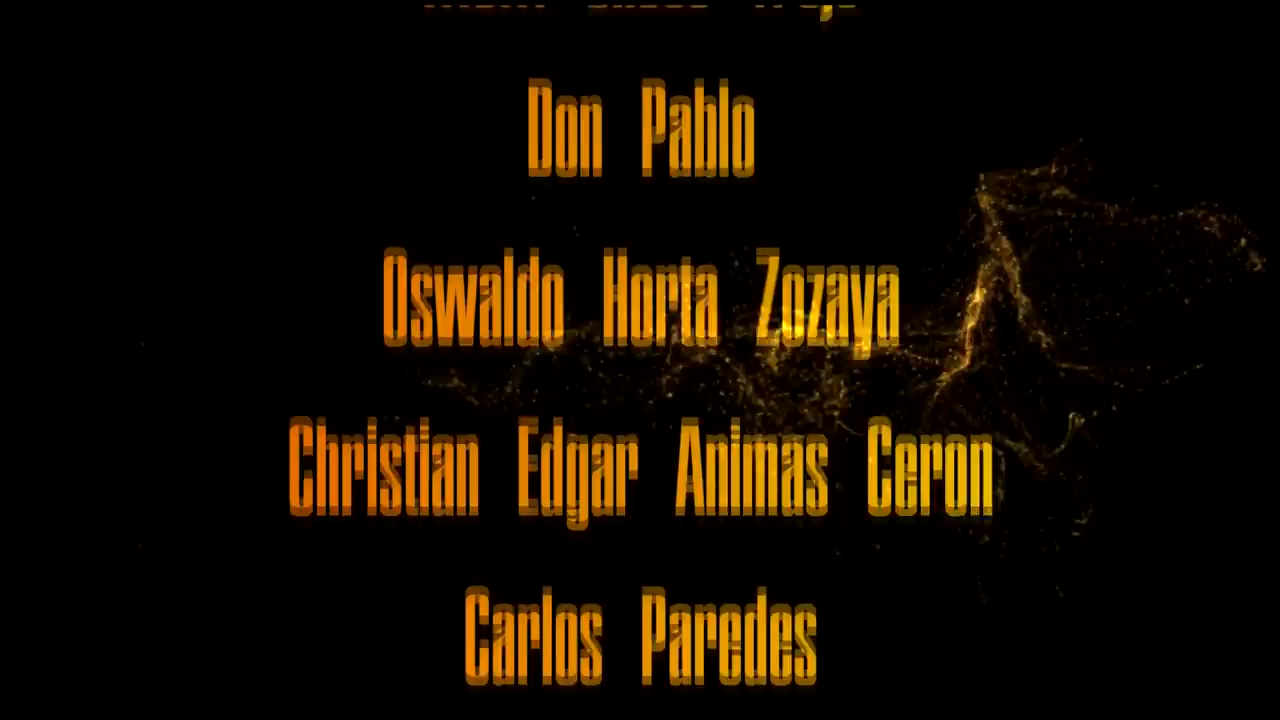 Don Pablo
Oswaldo Horta Zozaya
Christian Edgar Animas Ceron
Carlos Paredes